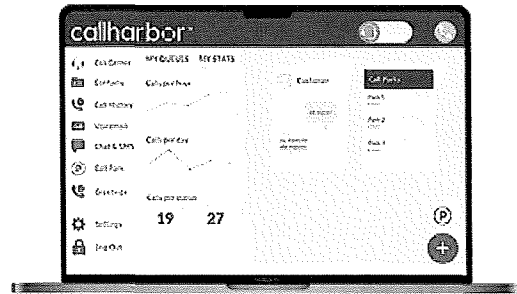 callharbor
Call Center
MY QUEUES MY STATS
Contacts
Calls per hour
Customer
Call Parks
Call History
Park 1
Voicemail
Park 2
Chat & SMS
Calls per day
Park 3
Call Park
Greetings
Calls per queue
Settings
19 27
P
Log Out
+